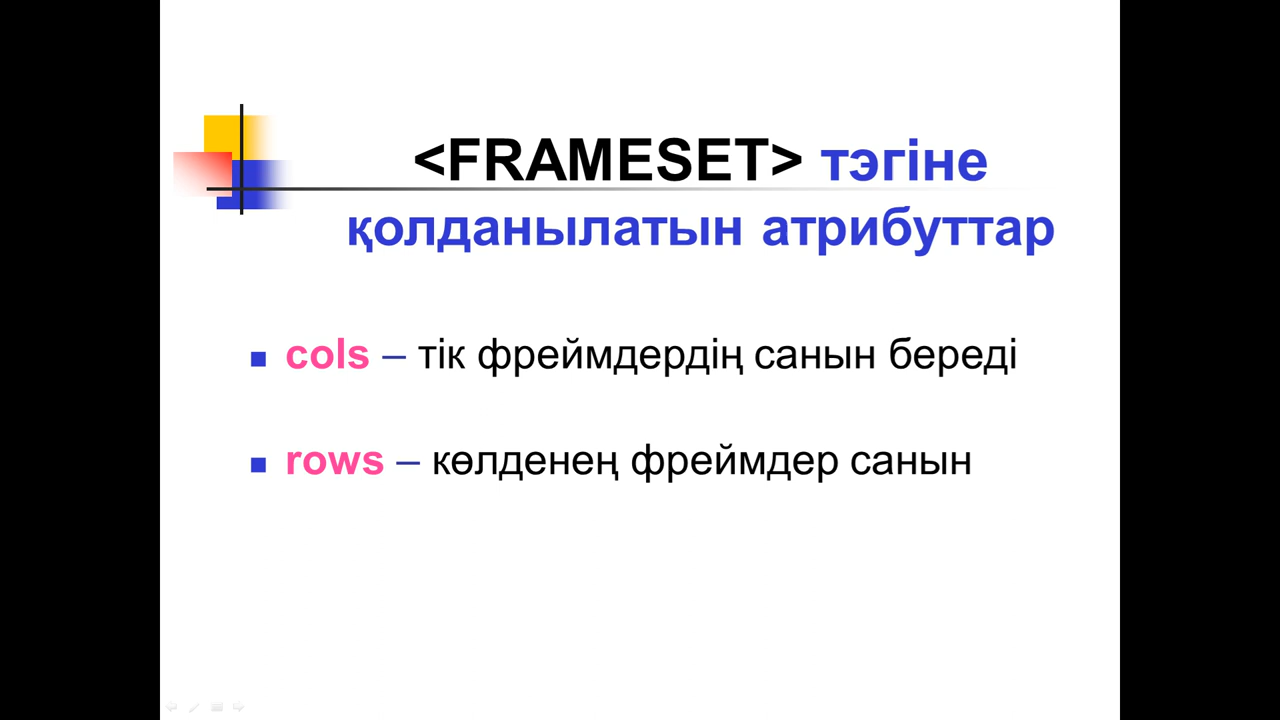 <FRAMESET> тэгіне
қолданылатын атрибуттар
cols – тік фреймдердің санын береді
rows – көлденең фреймдер санын